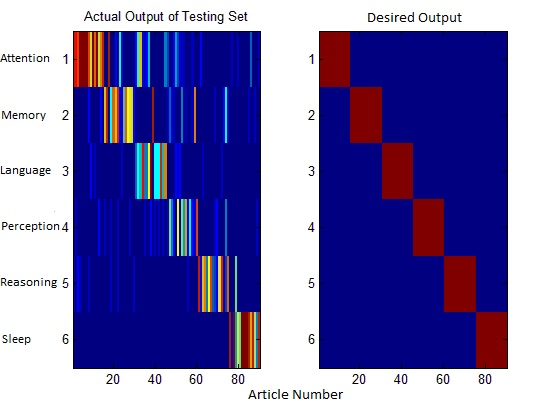 Actual Output of Testing Set
Desired Output
Attention 1
Memory 2
Language 3
Perception 4
Reasoning 5
Sleep 6
1
2
3
4
5
6
20 40 60 80
20 40 60 80
Article Number